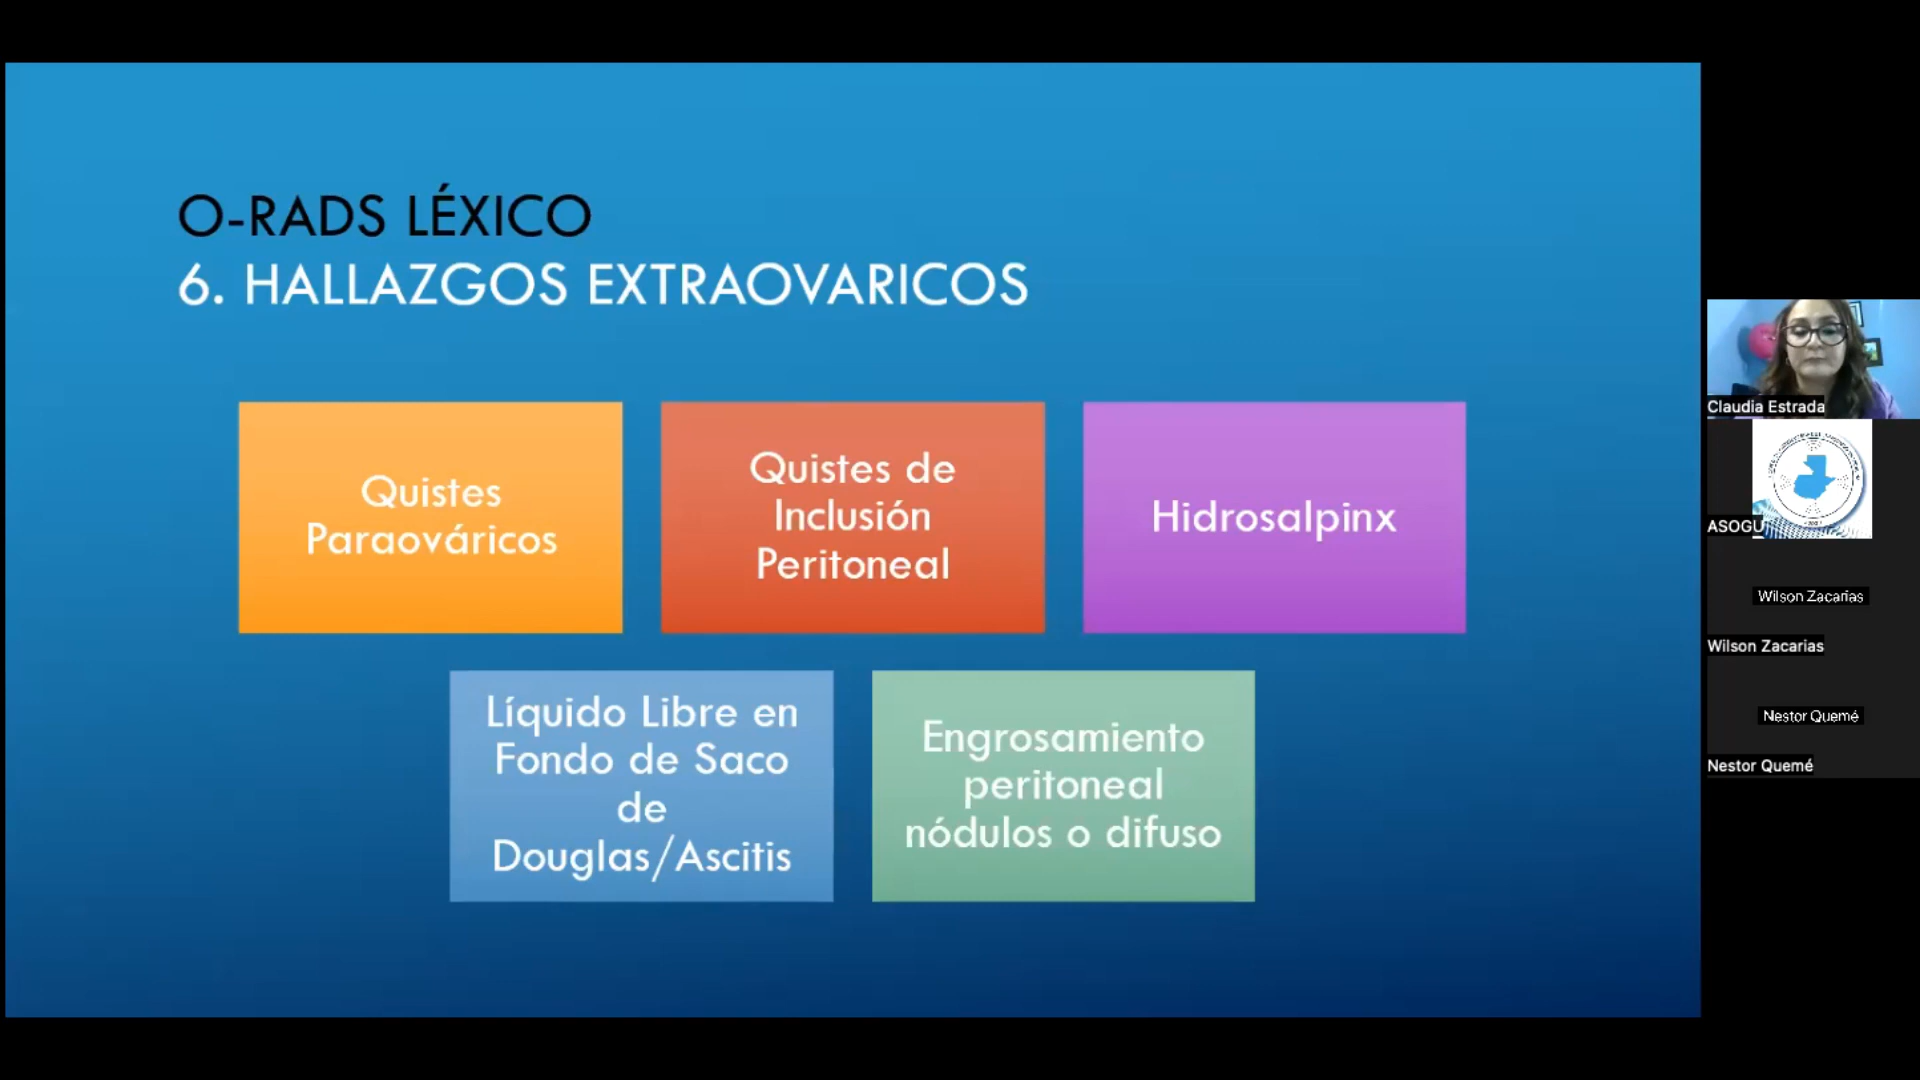 O-RADS LÉXICO
6. HALLAZGOS EXTRAOVARICOS
Quistes
Paraováricos
Quistes de
Inclusión
Peritoneal
Hidrosalpinx
Líquido Libre en
Fondo de Saco
de
Douglas/Ascitis
Engrosamiento
peritoneal
nódulos o difuso
Claudia Estrada
ASOGU
Wilson Zacarias
Wilson Zacarias
Nestor Quemé
Nestor Quemé